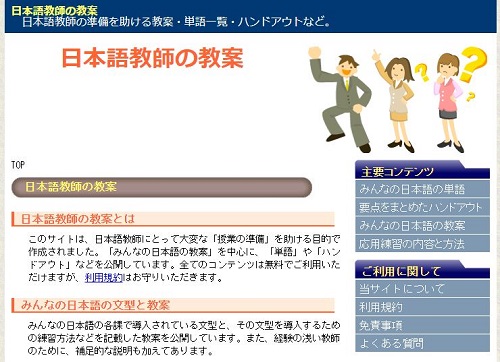 日本語教師の教案
日本語教師の準備を助ける教案・単語一覧・ハンドアウトなど。
日本語教師の教案
TOP
日本語教師の教案
日本語教師の教案とは
このサイトは、日本語教師にとって大変な「授業の準備」を助ける目的で
作成されました。「みんなの日本語の教案」を中心に、「単語」や「ハン
ドアウト」などを公開しています。全てのコンテンツは無料でご利用いた
だけますが、利用規約はお守りいただきます。
みんなの日本語の文型と教案
みんなの日本語の各課で導入されている文型と、その文型を導入するため
の練習方法などを記載した教案を公開しています。また、経験の浅い教師
のために、補足的な説明も加えてあります。
主要コンテンツ
みんなの日本語の単語
要点をまとめたハンドアウト
みんなの日本語の教案
応用練習の内容と方法
ご利用に関して
当サイトについて
利用規約
免責事項
よくある質問